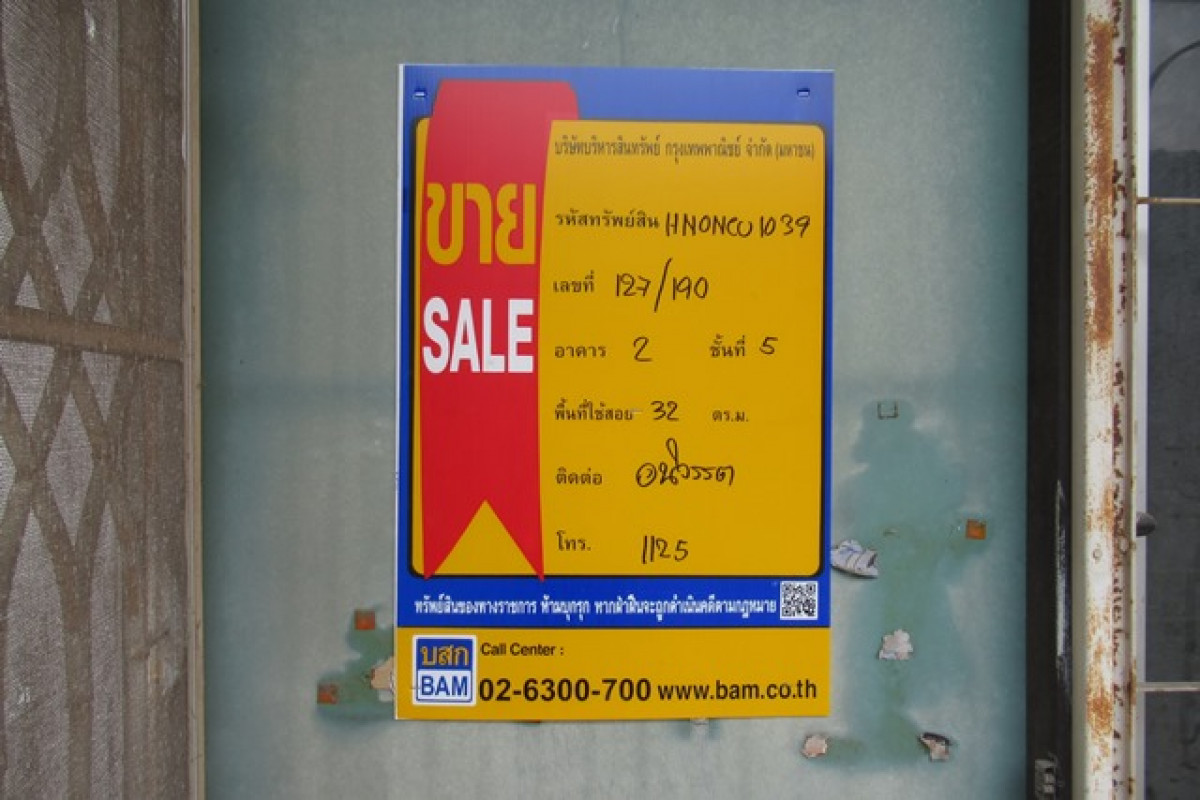 บริษัทบริหารสินทรัพย์ กรุงเทพพาณิชย์ จำกัด (มหาชน)
ขาย
SALE
รหัสทรัพย์สิน HNONCU1039
เลขที่ 127/190
อาคาร 2 ชั้นที่ 5
พื้นที่ใช้สอย 32 ตร.ม.
ติดต่อ อนิวรรต
โทร. 1125
ทรัพย์สินของทางราชการ ห้ามบุกรุก หากฝ่าฝืนจะถูกดำเนินคดีตามกฎหมาย
บสก
BAM
Call Center :
02-6300-700 www.bam.co.th